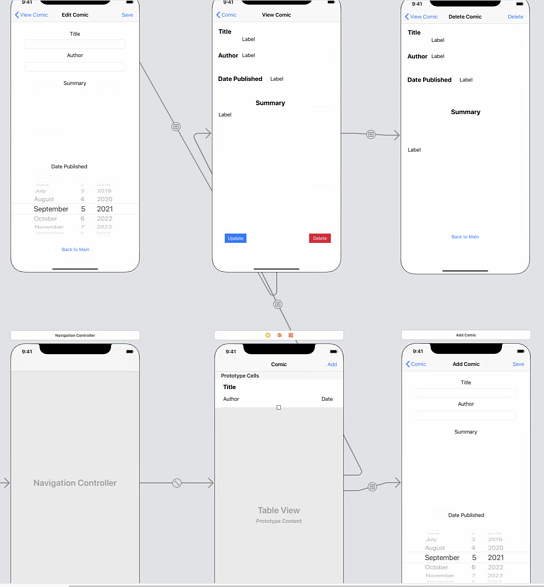 9:41
9:41
9:41
View Comic Edit Comic Save
Comic View Comic
View Comic Delete Comic Delete
Title
Author
Summary
Date Published
July 3 2019
August 4 2020
September 5 2021
October 6 2022
November 7 2023
Back to Main
Title
Label
Author Label
Date Published Label
Summary
Label
Update Delete
Title
Label
Author Label
Date Published Label
Summary
Label
Back to Main
Navigation Controller
9:41
Navigation Controller
9:41
Comic Add
Prototype Cells
Title
Author Date
Table View
Prototype Content
Add Comic
9:41
Comic Add Comic Save
Title
Author
Summary
Date Published
July 3 2019
August 4 2020
September 5 2021
October 6 2022
November 7 2023